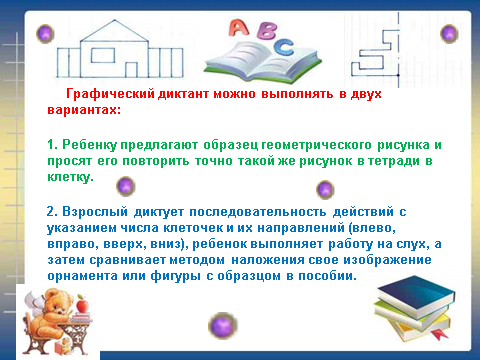 A B C
Графический диктант можно выполнять в двух
вариантах:
1. Ребенку предлагают образец геометрического рисунка и
просят его повторить точно такой же рисунок в тетради в
клетку.
2. Взрослый диктует последовательность действий с
указанием числа клеточек и их направлений (влево,
вправо, вверх, вниз), ребенок выполняет работу на слух, а
затем сравнивает методом наложения свое изображение
орнамента или фигуры с образцом в пособии.